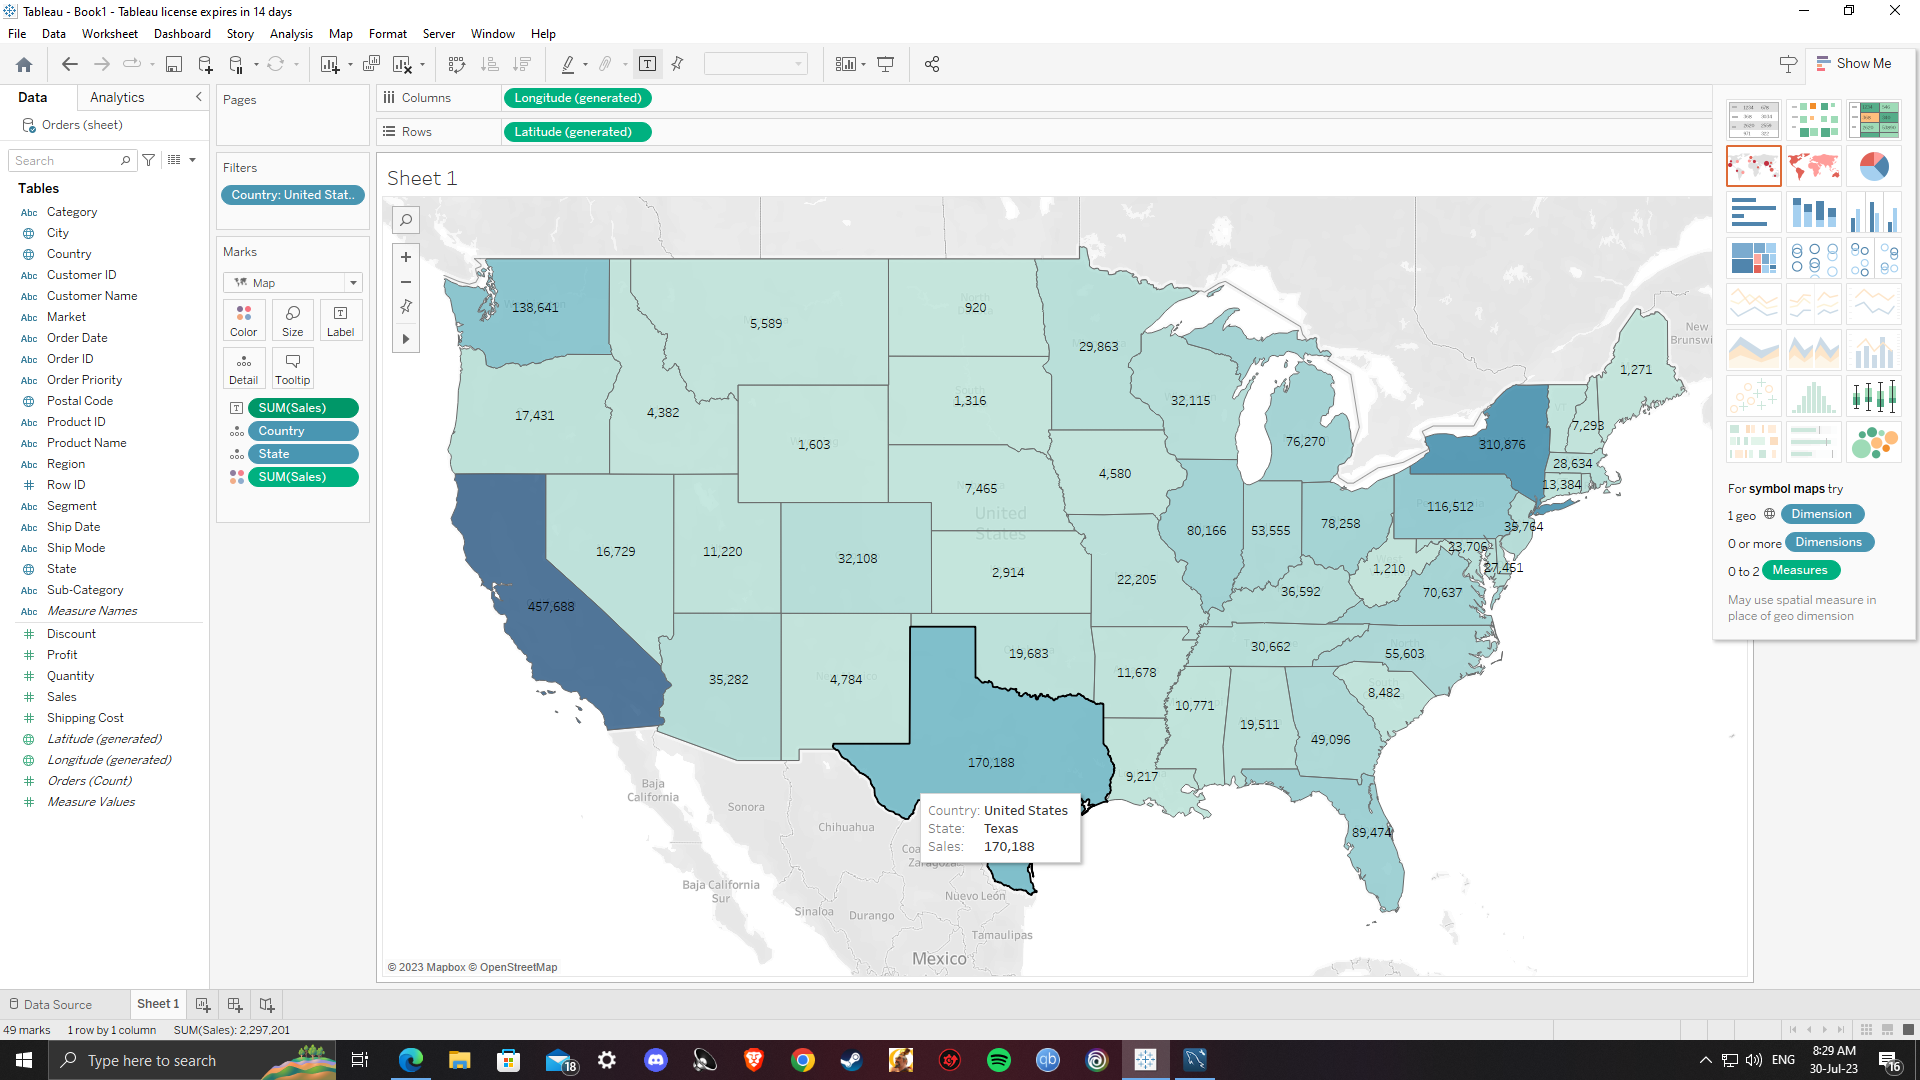 Tableau - Book1 - Tableau license expires in 14 days
File Data Worksheet Dashboard Story Analysis Map Format Server Window Help
Show Me
Data Analytics
Orders (sheet)
Search
Tables
Abc Category
City
Country
Abc Customer ID
Abc Customer Name
Abc Market
Abc Order Date
Abc Order ID
Abc Order Priority
Postal Code
Abc Product ID
Abc Product Name
Abc Region
Row ID
Abc Segment
Abc Ship Date
Abc Ship Mode
State
Abc Sub-Category
Abc Measure Names
Discount
Profit
Quantity
Sales
Shipping Cost
Latitude (generated)
Longitude (generated)
Orders (Count)
Measure Values
Pages
Filters
Country: United Stat..
Marks
Map
Color Size Label
Detail Tooltip
SUM(Sales)
Country
State
SUM(Sales)
Columns Longitude (generated)
Rows Latitude (generated)
Sheet 1
138,641
5,589
920
29,863
1,271
New
Brunswi
17,431
4,382
1,316
32,115
7,293
1,603
76,270
310,876
28,634
13,384
7,465
4,580
116,512
United
States
35,764
16,729
11,220
32,108
80,166
53,555
78,258
23,706
27,451
2,914
22,205
1,210
36,592
70,637
457,688
19,683
30,662
55,603
35,282
4,784
11,678
8,482
10,771
19,511
49,096
170,188
9,217
89,474
Country: United States
State: Texas
Sales: 170,188
Baja
California
Sonora
Chihuahua
Coa
Zaragoza
Baja California
Sur
Sinaloa
Durango
Nuevo León
Tamaulipas
Mexico
© 2023 Mapbox © OpenStreetMap
For symbol maps try
1 geo Dimension
0 or more Dimensions
0 to 2 Measures
May use spatial measure in
place of geo dimension
Data Source Sheet 1
49 marks 1 row by 1 column SUM(Sales): 2,297,201
Type here to search
18
qb
ENG
8:29 AM
30-Jul-23
16